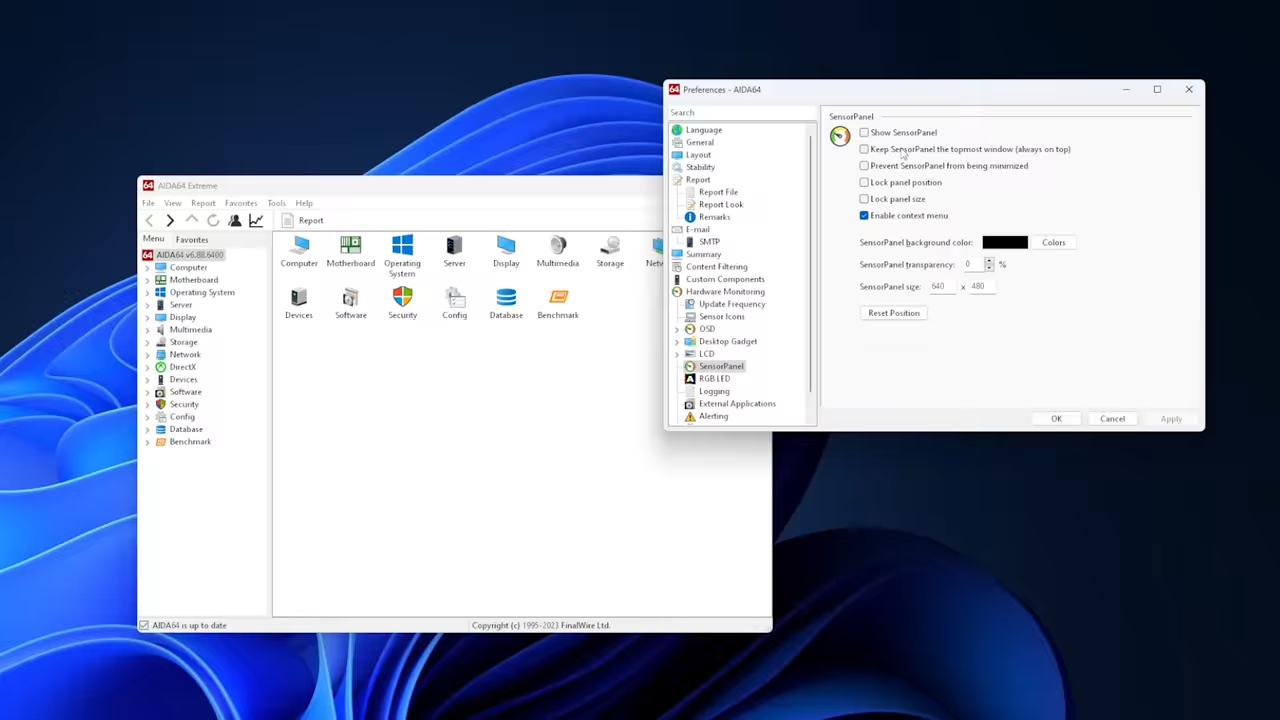 64 Preferences - AIDA64
Search
Language
General
Layout
Stability
Report
Report File
Report Look
Remarks
E-mail
SMTP
Summary
Content Filtering
Custom Components
Hardware Monitoring
Update Frequency
Sensor Icons
OSD
Desktop Gadget
LCD
SensorPanel
RGB LED
Logging
External Applications
Alerting
SensorPanel
Show SensorPanel
Keep SensorPanel the topmost window (always on top)
Prevent SensorPanel from being minimized
Lock panel position
Lock panel size
Enable context menu
SensorPanel background color: Colors
SensorPanel transparency: 0 %
SensorPanel size: 640 x 480
Reset Position
OK Cancel Apply
64 AIDA64 Extreme
File View Report Favorites Tools Help
Report
Menu Favorites
64 AIDA64 v6.88.6400
Computer
Motherboard
Operating System
Server
Display
Multimedia
Storage
Network
DirectX
Devices
Software
Security
Config
Database
Benchmark
Computer Motherboard Operating System Server Display Multimedia Storage Netw
Devices Software Security Config Database Benchmark
AIDA64 is up to date
Copyright (c) 1995-2023 FinalWire Ltd.